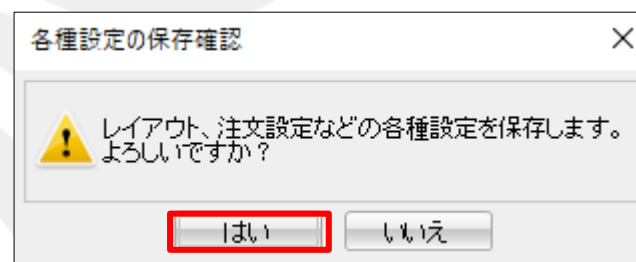 各種設定の保存確認
レイアウト、注文設定などの各種設定を保存します。
よろしいですか？
はい
いいえ